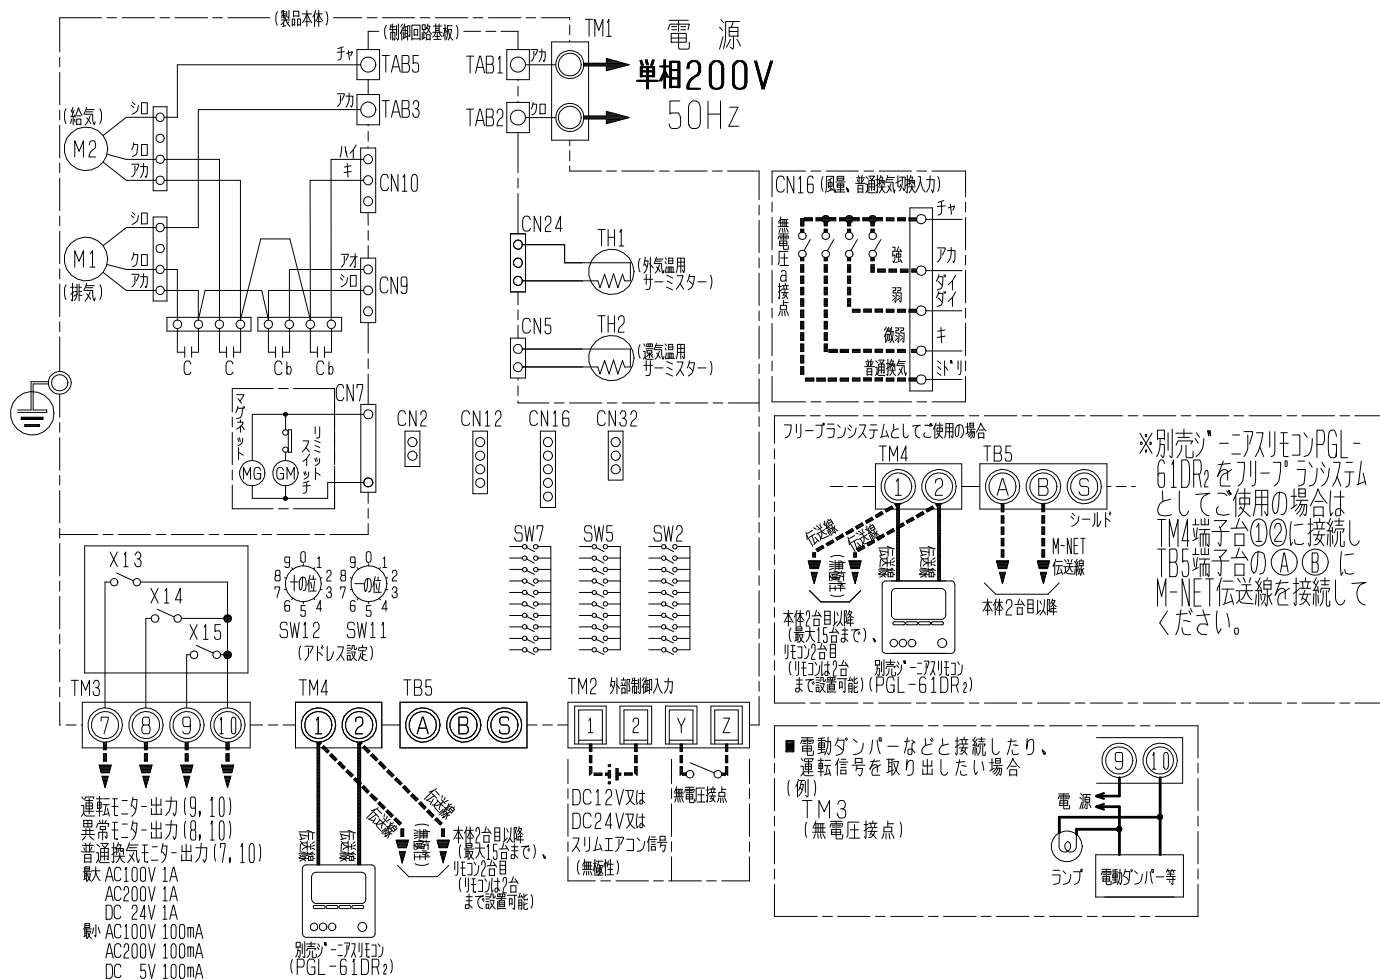 (製品本体)
(制御回路基板)
TM1
電 源
単相200V
50Hz
チャ
TAB5
アカ
TAB3
TAB1
アカ
TAB2
クロ
(給気)
M2
シロ
クロ
アカ
(排気)
M1
シロ
クロ
アカ
ハイ
キ
CN10
アオ
シロ
CN9
C
C
Cb
Cb
CN24
TH1
(外気温用
サーミスター)
CN5
TH2
(還気温用
サーミスター)
CN16 (風量、普通換気切換入力)
無電圧a接点
チャ
強
アカ
弱
ダイダイ
微弱
キ
普通換気
ミドリ
マグネット
リミットスイッチ
MG
GM
CN7
CN2
CN12
CN16
CN32
SW7
SW5
SW2
X13
X14
X15
0 1 2 3 4 5 6 7 8 9
十の位
SW12
0 1 2 3 4 5 6 7 8 9
一の位
SW11
(アドレス設定)
TM3
7 8 9 10
運転モニター出力(9,10)
異常モニター出力(8,10)
普通換気モニター出力(7,10)
最大 AC100V 1A
AC200V 1A
DC 24V 1A
最小 AC100V 100mA
AC200V 100mA
DC 5V 100mA
TM4
1 2
伝送線
伝送線
伝送線
伝送線
(無極性)
別売ジーニアスリモコン
(PGL-61DR2)
本体2台目以降
(最大15台まで)、
リモコン2台目
(リモコンは2台
まで設置可能)
TB5
A B S
TM2 外部制御入力
1 2 Y Z
DC12V又は
DC24V又は
スリムエアコン信号
(無極性)
無電圧接点
フリープランシステムとしてご使用の場合
TM4
1 2
TB5
A B S
シールド
伝送線
伝送線
伝送線
伝送線
(無極性)
M-NET
伝送線
本体2台目以降
本体2台目以降
(最大15台まで)、
リモコン2台目
(リモコンは2台
まで設置可能)
別売ジーニアスリモコン
(PGL-61DR2)
※別売ジーニアスリモコンPGL-
61DR2をフリープランシステム
としてご使用の場合は
TM4端子台①②に接続し
TB5端子台のⒶⒷに
M-NET伝送線を接続して
ください。
■電動ダンパーなどと接続したり、
運転信号を取り出したい場合
(例)
TM3
(無電圧接点)
9 10
電 源
ランプ
電動ダンパー等